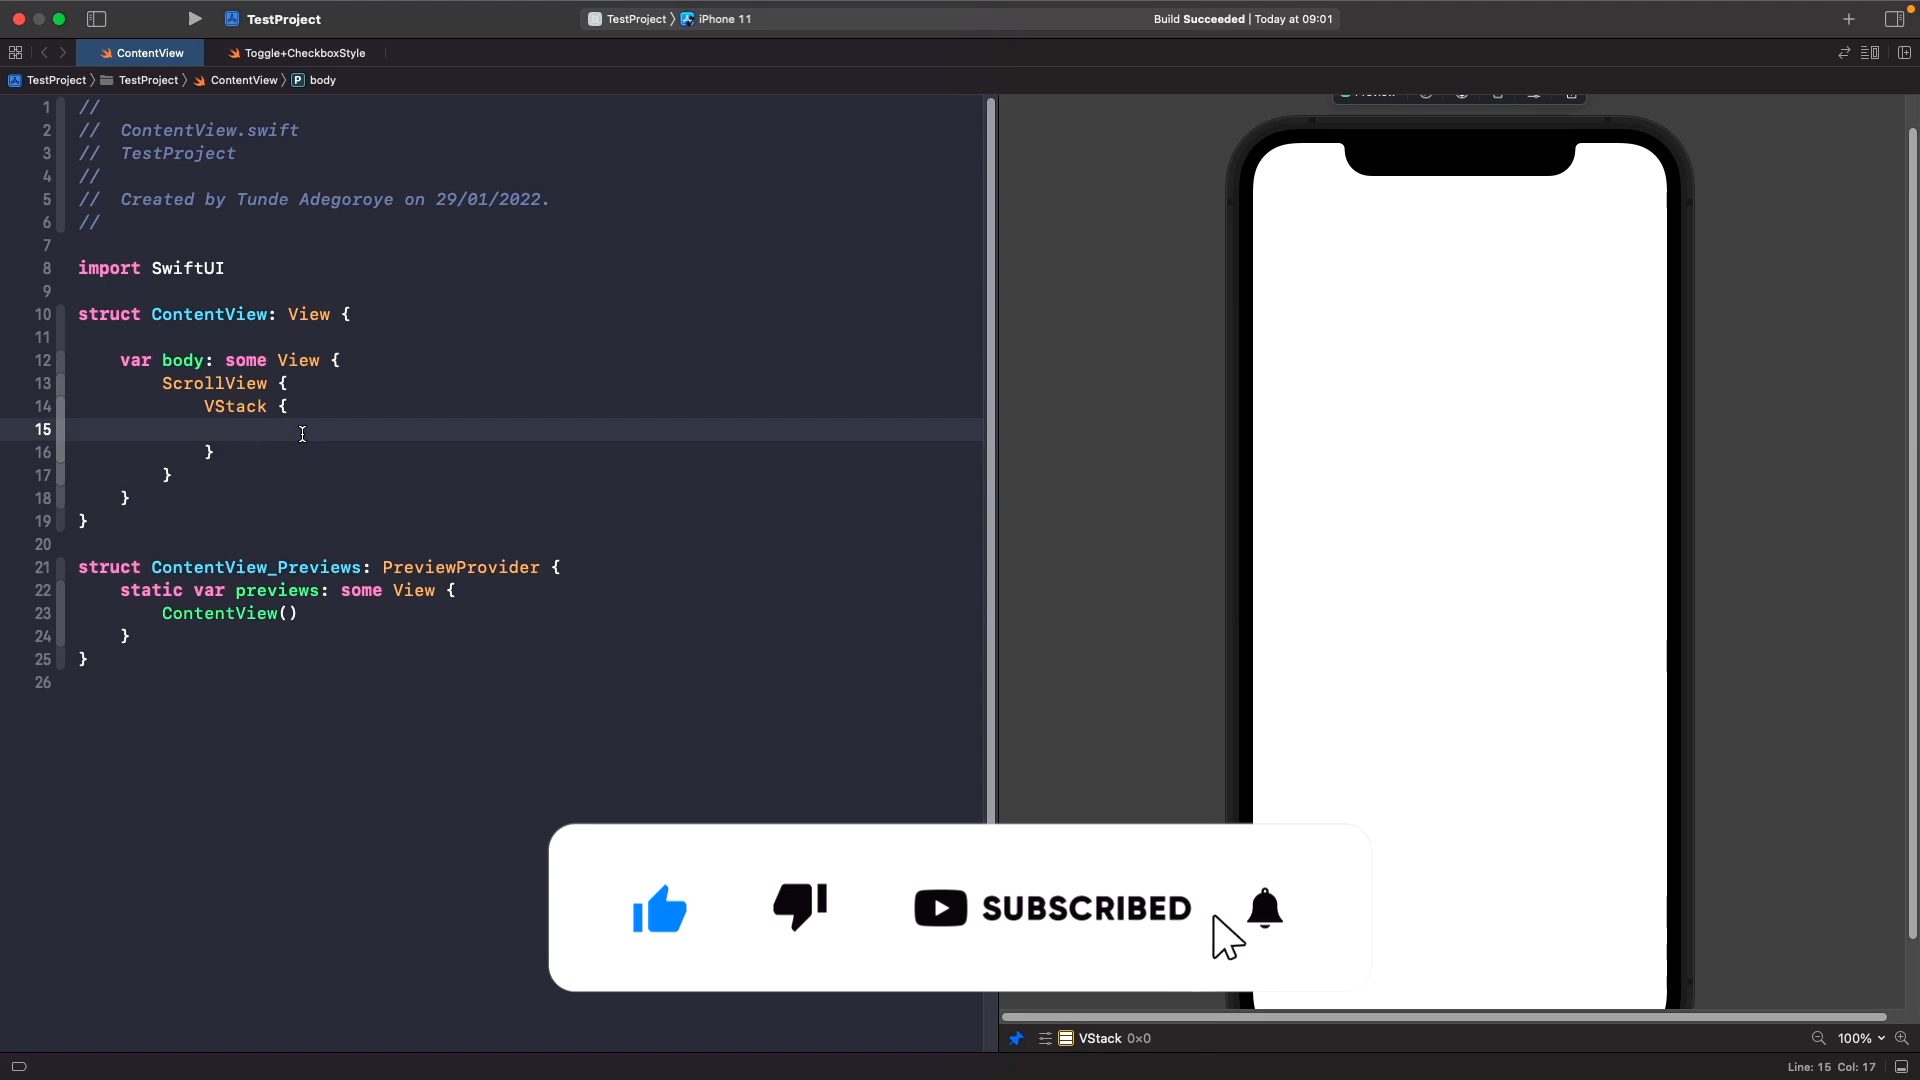 TestProject
TestProject 〉 iPhone 11
Build Succeeded | Today at 09:01
ContentView
Toggle+CheckboxStyle
TestProject 〉 TestProject 〉 ContentView 〉 P body
1 //
2 //  ContentView.swift
3 //  TestProject
4 //
5 //  Created by Tunde Adegoroye on 29/01/2022.
6 //
7
8 import SwiftUI
9
10 struct ContentView: View {
11
12     var body: some View {
13         ScrollView {
14             VStack {
15
16             }
17         }
18     }
19 }
20
21 struct ContentView_Previews: PreviewProvider {
22     static var previews: some View {
23         ContentView()
24     }
25 }
26
SUBSCRIBED
VStack 0×0
100%
Line: 15 Col: 17